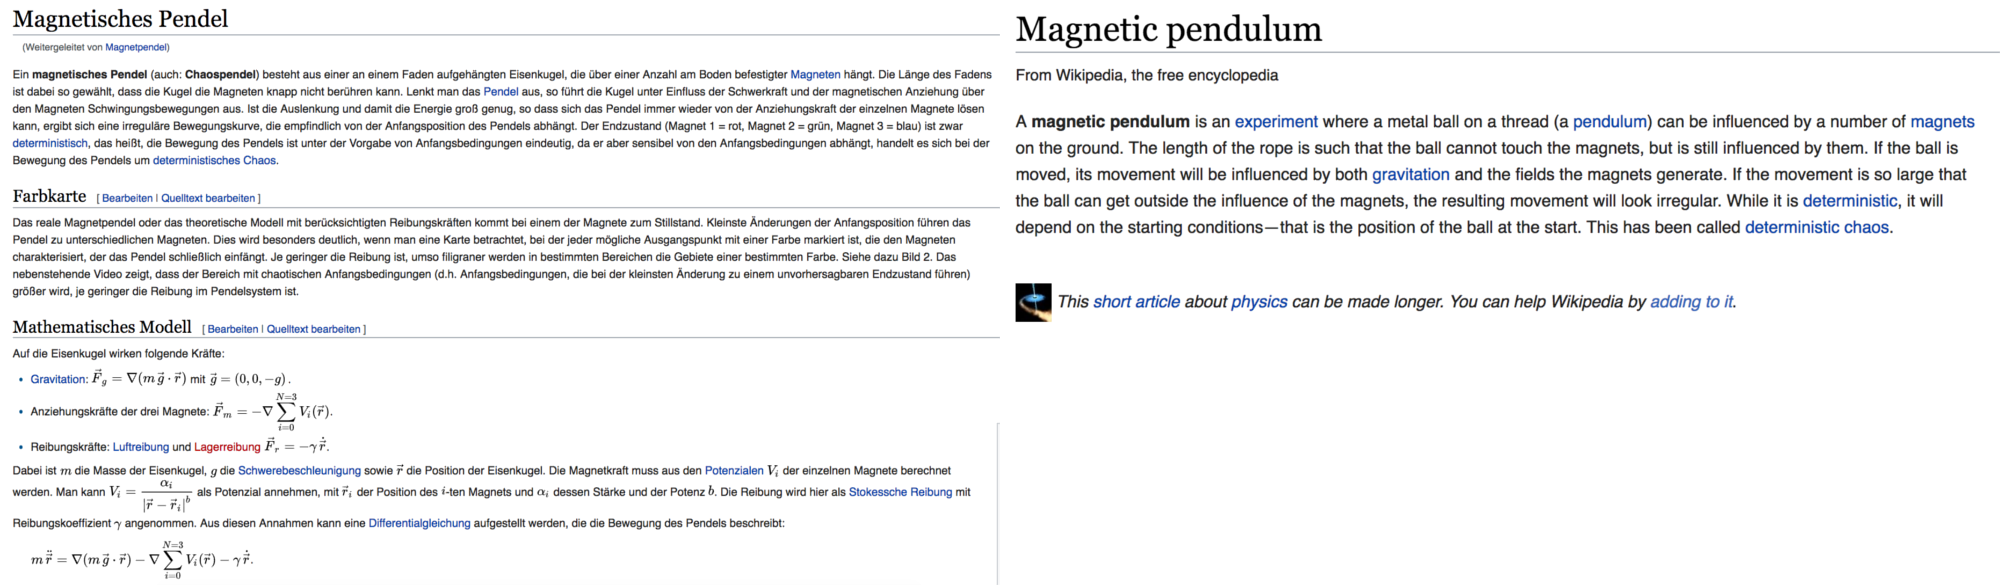 Magnetisches Pendel
(Weitergeleitet von Magnetpendel)
Ein magnetisches Pendel (auch: Chaospendel) besteht aus einer an einem Faden aufgehängten Eisenkugel, die über einer Anzahl am Boden befestigter Magneten hängt. Die Länge des Fadens
ist dabei so gewählt, dass die Kugel die Magneten knapp nicht berühren kann. Lenkt man das Pendel aus, so führt die Kugel unter Einfluss der Schwerkraft und der magnetischen Anziehung über
den Magneten Schwingungsbewegungen aus. Ist die Auslenkung und damit die Energie groß genug, so dass sich das Pendel immer wieder von der Anziehungskraft der einzelnen Magnete lösen
kann, ergibt sich eine irreguläre Bewegungskurve, die empfindlich von der Anfangsposition des Pendels abhängt. Der Endzustand (Magnet 1 = rot, Magnet 2 = grün, Magnet 3 = blau) ist zwar
deterministisch, das heißt, die Bewegung des Pendels ist unter der Vorgabe von Anfangsbedingungen eindeutig, da er aber sensibel von den Anfangsbedingungen abhängt, handelt es sich bei der
Bewegung des Pendels um deterministisches Chaos.
Farbkarte [ Bearbeiten | Quelltext bearbeiten ]
Das reale Magnetpendel oder das theoretische Modell mit berücksichtigten Reibungskräften kommt bei einem der Magnete zum Stillstand. Kleinste Änderungen der Anfangsposition führen das
Pendel zu unterschiedlichen Magneten. Dies wird besonders deutlich, wenn man eine Karte betrachtet, bei der jeder mögliche Ausgangspunkt mit einer Farbe markiert ist, die den Magneten
charakterisiert, der das Pendel schließlich einfängt. Je geringer die Reibung ist, umso filigraner werden in bestimmten Bereichen die Gebiete einer bestimmten Farbe. Siehe dazu Bild 2. Das
nebenstehende Video zeigt, dass der Bereich mit chaotischen Anfangsbedingungen (d.h. Anfangsbedingungen, die bei der kleinsten Änderung zu einem unvorhersagbaren Endzustand führen)
größer wird, je geringer die Reibung im Pendelsystem ist.
Mathematisches Modell [ Bearbeiten | Quelltext bearbeiten ]
Auf die Eisenkugel wirken folgende Kräfte:
• Gravitation: $\vec{F}_g = \nabla(m\,\vec{g}\cdot\vec{r})$ mit $\vec{g} = (0,0,-g)$.
• Anziehungskräfte der drei Magnete: $\vec{F}_m = -\nabla\sum_{i=0}^{N=3} V_i(\vec{r})$.
• Reibungskräfte: Luftreibung und Lagerreibung $\vec{F}_r = -\gamma\,\dot{\vec{r}}$.
Dabei ist $m$ die Masse der Eisenkugel, $g$ die Schwerebeschleunigung sowie $\vec{r}$ die Position der Eisenkugel. Die Magnetkraft muss aus den Potenzialen $V_i$ der einzelnen Magnete berechnet
werden. Man kann $V_i = \frac{\alpha_i}{|\vec{r}-\vec{r}_i|^b}$ als Potenzial annehmen, mit $\vec{r}_i$ der Position des $i$-ten Magnets und $\alpha_i$ dessen Stärke und der Potenz $b$. Die Reibung wird hier als Stokessche Reibung mit
Reibungskoeffizient $\gamma$ angenommen. Aus diesen Annahmen kann eine Differentialgleichung aufgestellt werden, die die Bewegung des Pendels beschreibt:
$m\,\ddot{\vec{r}} = \nabla(m\,\vec{g}\cdot\vec{r}) - \nabla\sum_{i=0}^{N=3} V_i(\vec{r}) - \gamma\,\dot{\vec{r}}$.
Magnetic pendulum
From Wikipedia, the free encyclopedia
A magnetic pendulum is an experiment where a metal ball on a thread (a pendulum) can be influenced by a number of magnets
on the ground. The length of the rope is such that the ball cannot touch the magnets, but is still influenced by them. If the ball is
moved, its movement will be influenced by both gravitation and the fields the magnets generate. If the movement is so large that
the ball can get outside the influence of the magnets, the resulting movement will look irregular. While it is deterministic, it will
depend on the starting conditions—that is the position of the ball at the start. This has been called deterministic chaos.
This short article about physics can be made longer. You can help Wikipedia by adding to it.